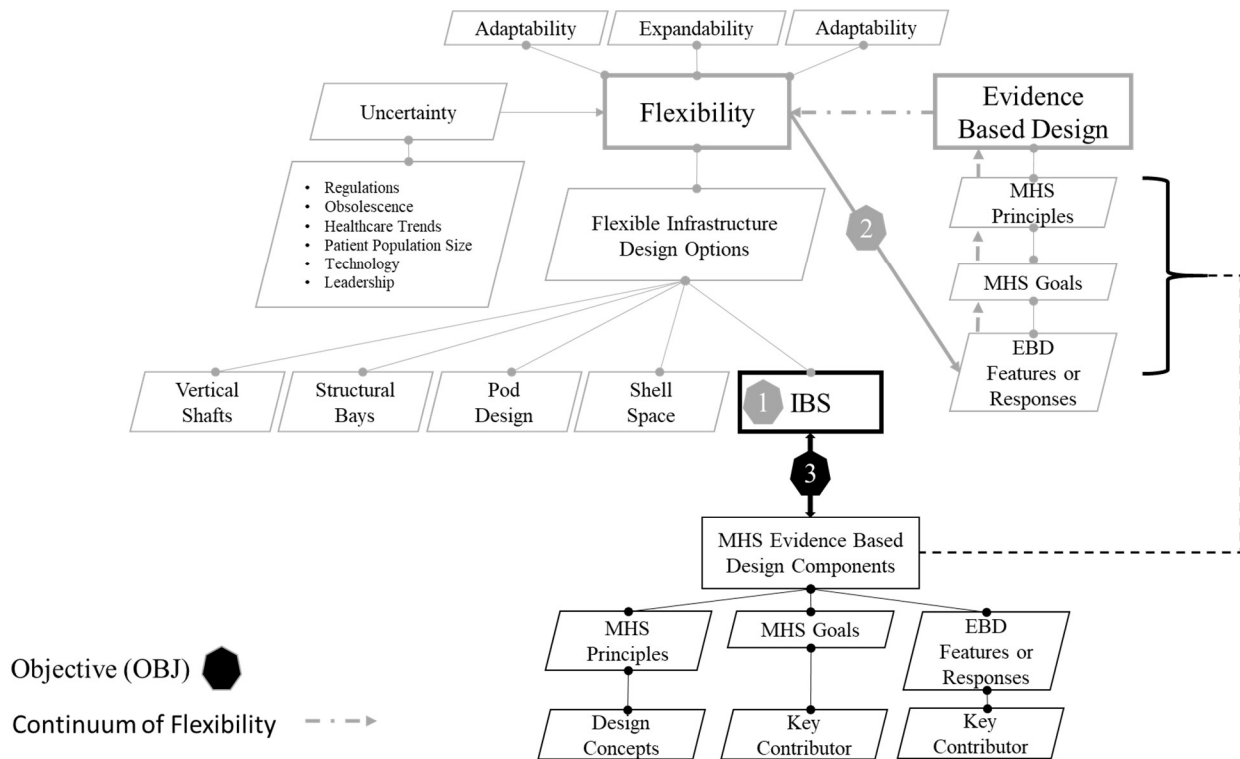 Adaptability
Expandability
Adaptability
Uncertainty
Flexibility
Evidence
Based Design
• Regulations
• Obsolescence
• Healthcare Trends
• Patient Population Size
• Technology
• Leadership
Flexible Infrastructure
Design Options
2
MHS
Principles
MHS Goals
EBD
Features or
Responses
Vertical
Shafts
Structural
Bays
Pod
Design
Shell
Space
1
IBS
3
MHS Evidence Based
Design Components
MHS
Principles
MHS Goals
EBD
Features or
Responses
Design
Concepts
Key
Contributor
Key
Contributor
Objective (OBJ)
Continuum of Flexibility